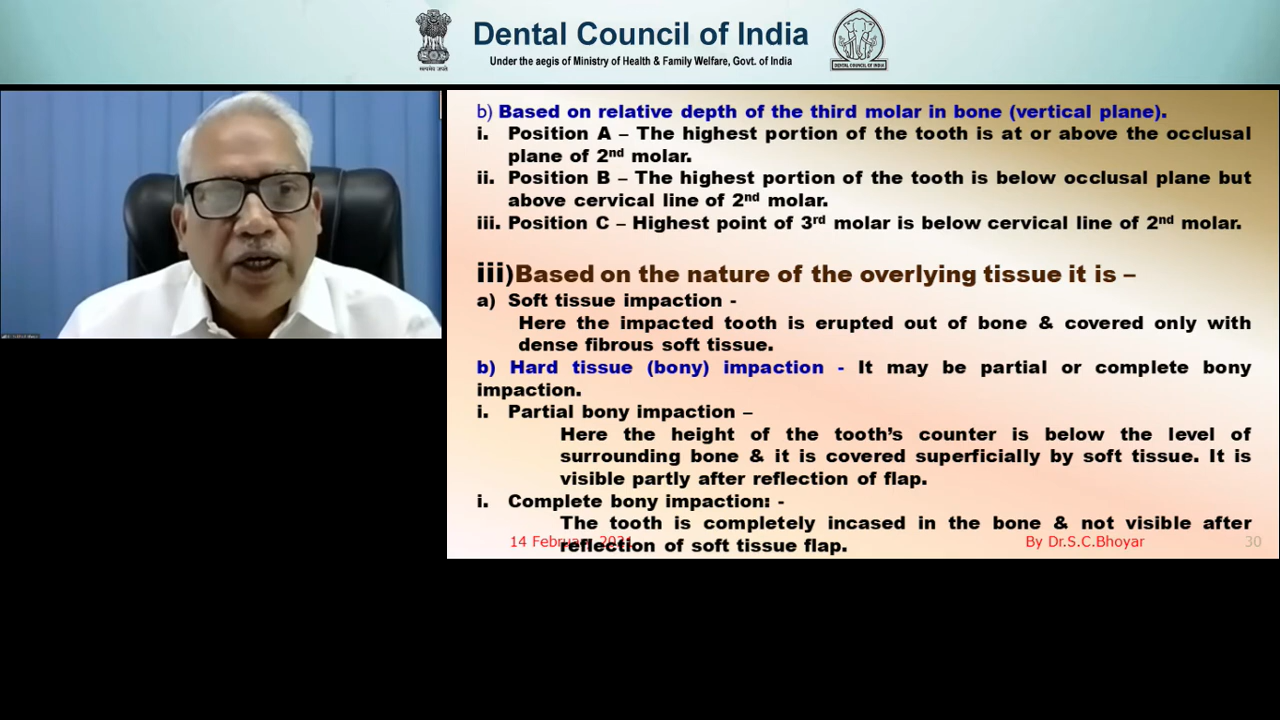 Dental Council of India
Under the aegis of Ministry of Health & Family Welfare, Govt. of India
सत्यमेव जयते
DENTAL COUNCIL OF INDIA
b) Based on relative depth of the third molar in bone (vertical plane).
i. Position A – The highest portion of the tooth is at or above the occlusal
plane of 2nd molar.
ii. Position B – The highest portion of the tooth is below occlusal plane but
above cervical line of 2nd molar.
iii. Position C – Highest point of 3rd molar is below cervical line of 2nd molar.
iii)Based on the nature of the overlying tissue it is –
a) Soft tissue impaction -
Here the impacted tooth is erupted out of bone & covered only with
dense fibrous soft tissue.
b) Hard tissue (bony) impaction - It may be partial or complete bony
impaction.
i. Partial bony impaction –
Here the height of the tooth’s counter is below the level of
surrounding bone & it is covered superficially by soft tissue. It is
visible partly after reflection of flap.
i. Complete bony impaction: -
The tooth is completely incased in the bone & not visible after
reflection of soft tissue flap.
14 February 2021
By Dr.S.C.Bhoyar
30